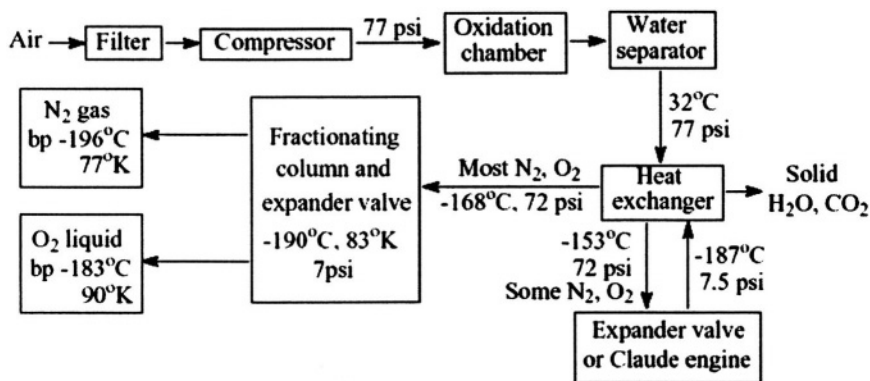 Air
Filter
Compressor
77 psi
Oxidation
chamber
Water
separator
32°C
77 psi
N₂ gas
bp -196°C
77°K
Fractionating
column and
expander valve
-190°C, 83°K
7psi
Most N₂, O₂
-168°C, 72 psi
Heat
exchanger
Solid
H₂O, CO₂
O₂ liquid
bp -183°C
90°K
-153°C
72 psi
Some N₂, O₂
-187°C
7.5 psi
Expander valve
or Claude engine